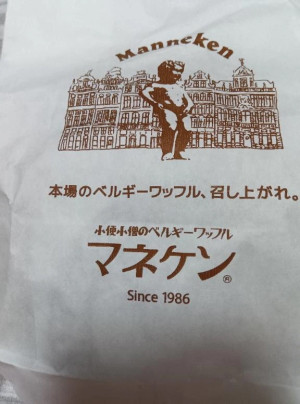 Manneken
本場のベルギーワッフル、召し上がれ。
小便小僧のベルギーワッフル
マネケン®
Since 1986